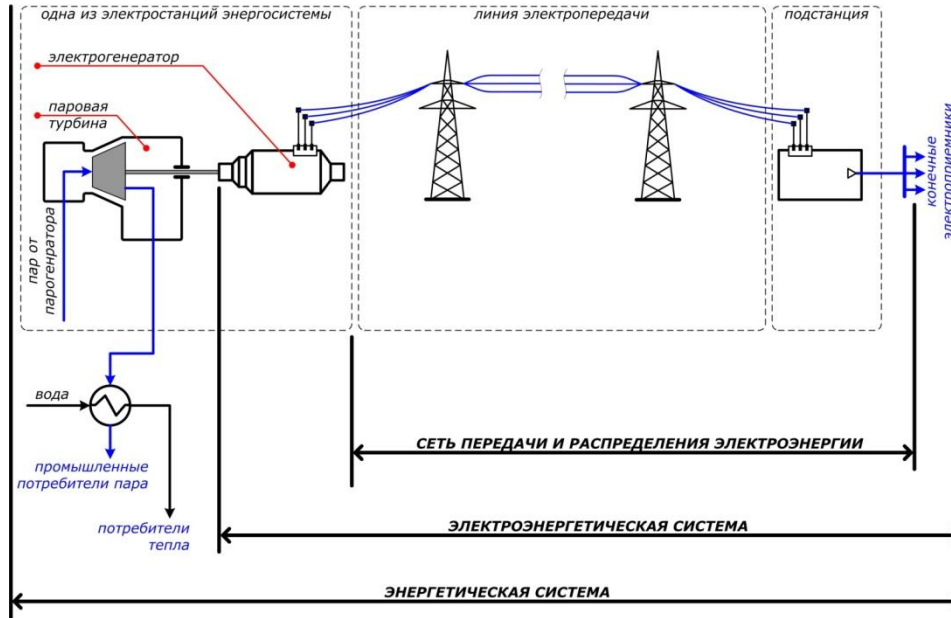 одна из электростанций энергосистемы
линия электропередачи
подстанция
электрогенератор
паровая
турбина
пар от
парогенратора
конечные
электроприемники
вода
промышленные
потребители пара
потребители
тепла
СЕТЬ ПЕРЕДАЧИ И РАСПРЕДЕЛЕНИЯ ЭЛЕКТРОЭНЕРГИИ
ЭЛЕКТРОЭНЕРГЕТИЧЕСКАЯ СИСТЕМА
ЭНЕРГЕТИЧЕСКАЯ СИСТЕМА